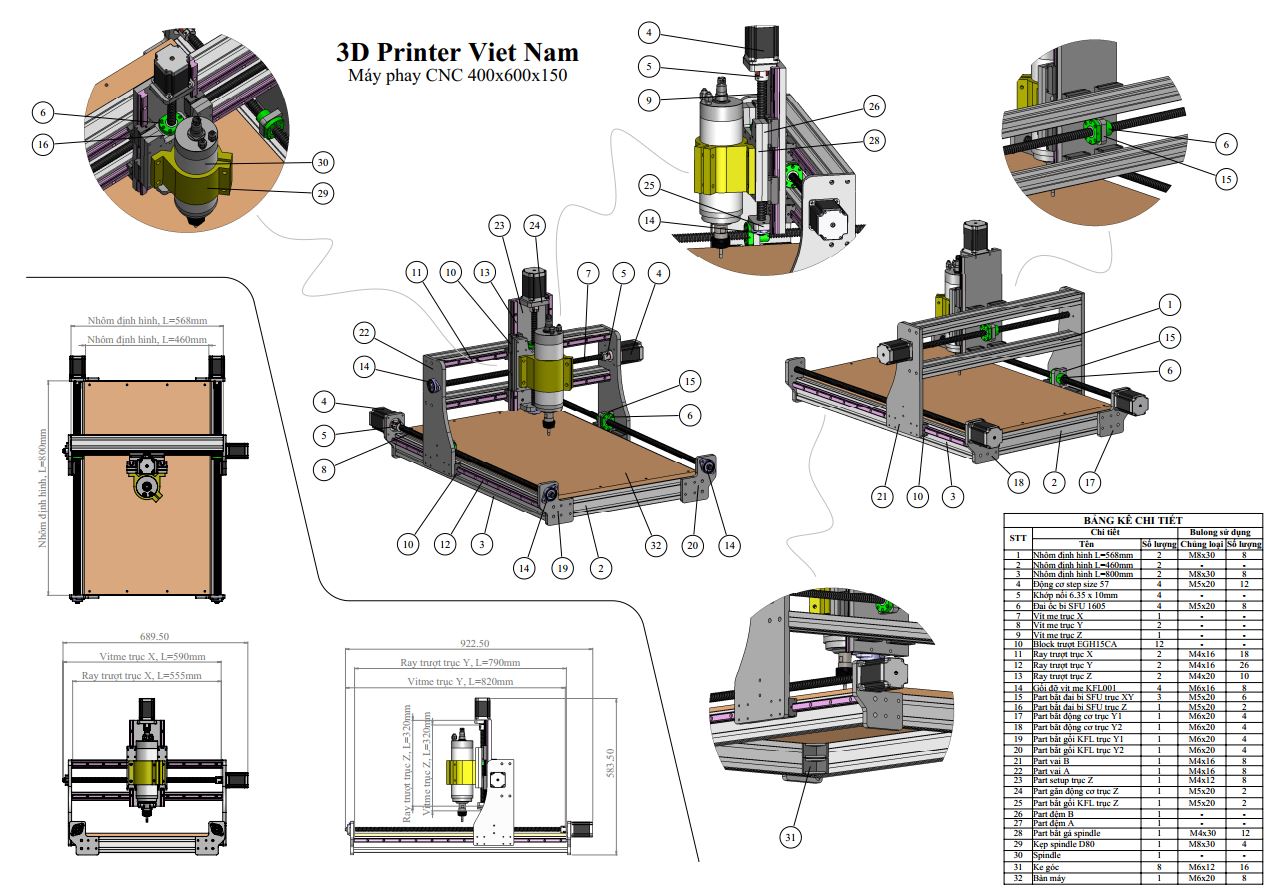 3D Printer Viet Nam
Máy phay CNC 400x600x150
4
5
9
26
28
25
14
6
16
30
29
6
15
23
24
11
10
13
7
5
4
22
14
4
5
8
15
6
10
12
3
14
19
2
32
20
14
1
15
6
21
10
3
18
2
17
31
Nhôm định hình, L=568mm
Nhôm định hình, L=460mm
Nhôm định hình, L=800mm
689.50
Vitme trục X, L=590mm
Ray trượt trục X, L=555mm
922.50
Ray trượt trục Y, L=790mm
Vitme trục Y, L=820mm
Ray trượt trục Z, L=320mm
Vitme trục Z, L=320mm
583.50
BẢNG KÊ CHI TIẾT
STT Chi tiết Bulong sử dụng
Tên Số lượng Chủng loại Số lượng
1 Nhôm định hình L=568mm 2 M8x30 8
2 Nhôm định hình L=460mm 2 - -
3 Nhôm định hình L=800mm 2 M8x30 8
4 Động cơ step size 57 4 M5x20 12
5 Khớp nối 6.35 x 10mm 4 - -
6 Đai ốc bi SFU 1605 4 M5x20 8
7 Vít me trục X 1 - -
8 Vít me trục Y 2 - -
9 Vít me trục Z 1 - -
10 Block trượt EGH15CA 12 - -
11 Ray trượt trục X 2 M4x16 18
12 Ray trượt trục Y 2 M4x16 26
13 Ray trượt trục Z 2 M4x20 10
14 Gối đỡ vít me KFL001 4 M6x16 8
15 Part bắt đai bi SFU trục XY 3 M5x20 6
16 Part bắt đai bi SFU trục Z 1 M5x20 2
17 Part bắt động cơ trục Y1 1 M6x20 4
18 Part bắt động cơ trục Y2 1 M6x20 4
19 Part bắt gối KFL trục Y1 1 M6x20 4
20 Part bắt gối KFL trục Y2 1 M6x20 4
21 Part vai B 1 M4x16 8
22 Part vai A 1 M4x16 8
23 Part setup trục Z 1 M4x12 8
24 Part gắn động cơ trục Z 1 M5x20 2
25 Part bắt gối KFL trục Z 1 M5x20 2
26 Part đệm B 1 - -
27 Part đệm A 1 - -
28 Part bắt gá spindle 1 M4x30 12
29 Kẹp spindle D80 1 M8x30 4
30 Spindle 1 - -
31 Ke góc 8 M6x12 16
32 Bàn máy 1 M6x20 8